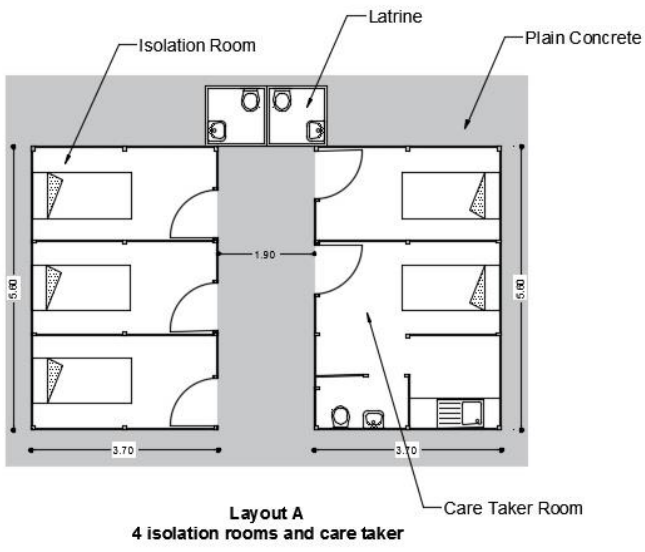 Latrine
Isolation Room
Plain Concrete
1.90
5.60
5.60
3.70
3.70
Care Taker Room
Layout A
4 isolation rooms and care taker